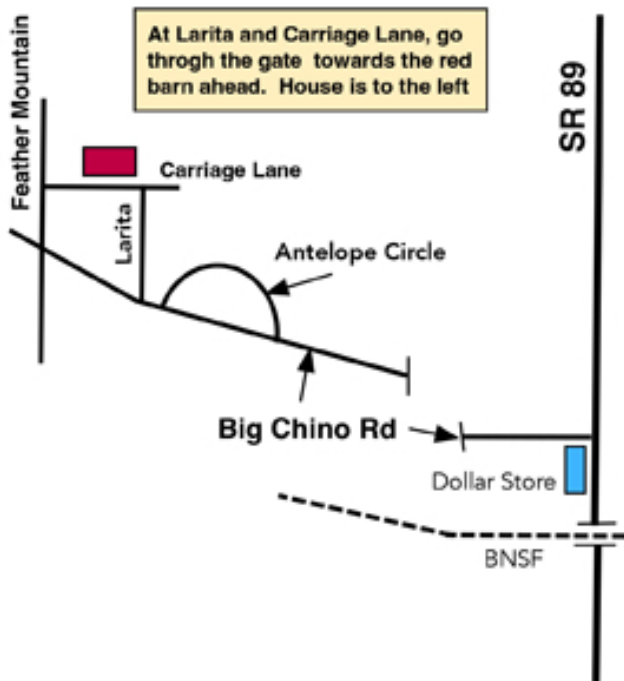 At Larita and Carriage Lane, go
throgh the gate towards the red
barn ahead. House is to the left
SR 89
Feather Mountain
Carriage Lane
Larita
Antelope Circle
Big Chino Rd
Dollar Store
BNSF